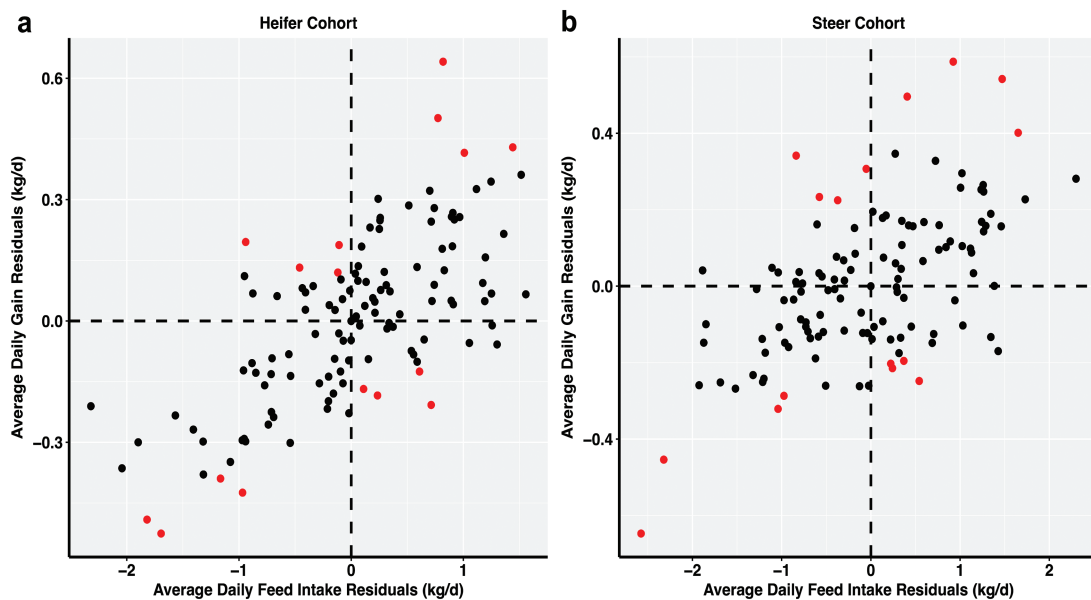 a
Heifer Cohort
Average Daily Gain Residuals (kg/d)
0.6
0.3
0.0
−0.3
−2
−1
0
1
Average Daily Feed Intake Residuals (kg/d)
b
Steer Cohort
Average Daily Gain Residuals (kg/d)
0.4
0.0
−0.4
−2
−1
0
1
2
Average Daily Feed Intake Residuals (kg/d)